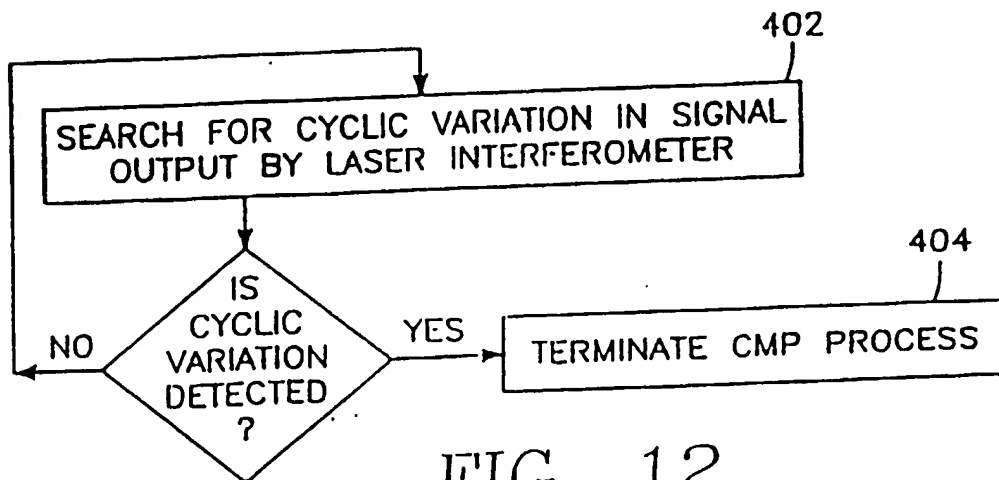 402
SEARCH FOR CYCLIC VARIATION IN SIGNAL
OUTPUT BY LASER INTERFEROMETER
IS
CYCLIC
VARIATION
DETECTED
?
NO
YES
404
TERMINATE CMP PROCESS
FIG. 12